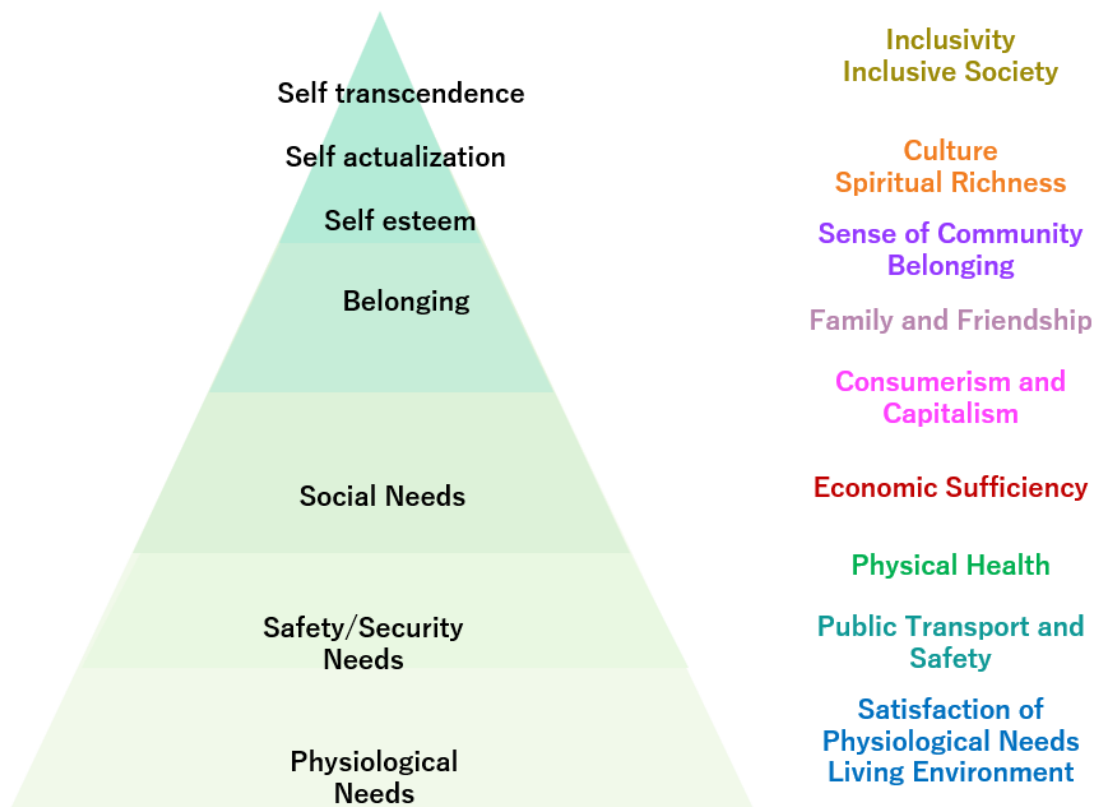 Self transcendence
Self actualization
Self esteem
Belonging
Social Needs
Safety/Security
Needs
Physiological
Needs
Inclusivity
Inclusive Society
Culture
Spiritual Richness
Sense of Community
Belonging
Family and Friendship
Consumerism and
Capitalism
Economic Sufficiency
Physical Health
Public Transport and
Safety
Satisfaction of
Physiological Needs
Living Environment